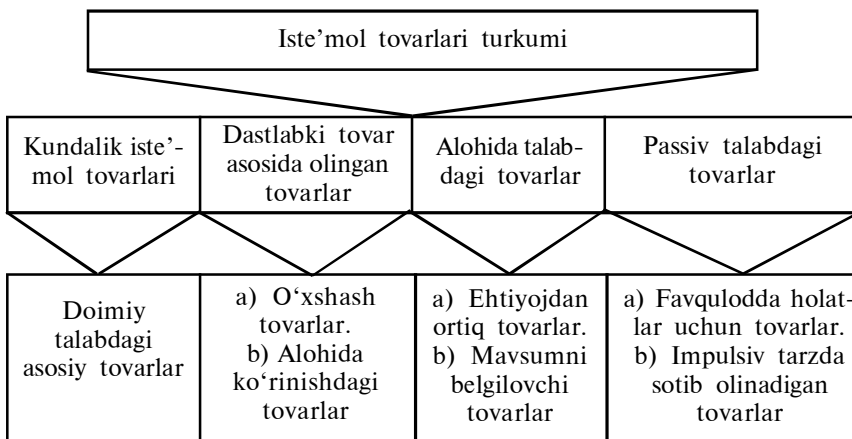 Iste’mol tovarlari turkumi
Kundalik iste’-
mol tovarlari
Dastlabki tovar
asosida olingan
tovarlar
Alohida talab-
dagi tovarlar
Passiv talabdagi
tovarlar
Doimiy
talabdagi
asosiy tovarlar
a) O‘xshash
tovarlar.
b) Alohida
ko‘rinishdagi
tovarlar
a) Ehtiyojdan
ortiq tovarlar.
b) Mavsumni
belgilovchi
tovarlar
a) Favqulodda holat-
lar uchun tovarlar.
b) Impulsiv tarzda
sotib olinadigan
tovarlar